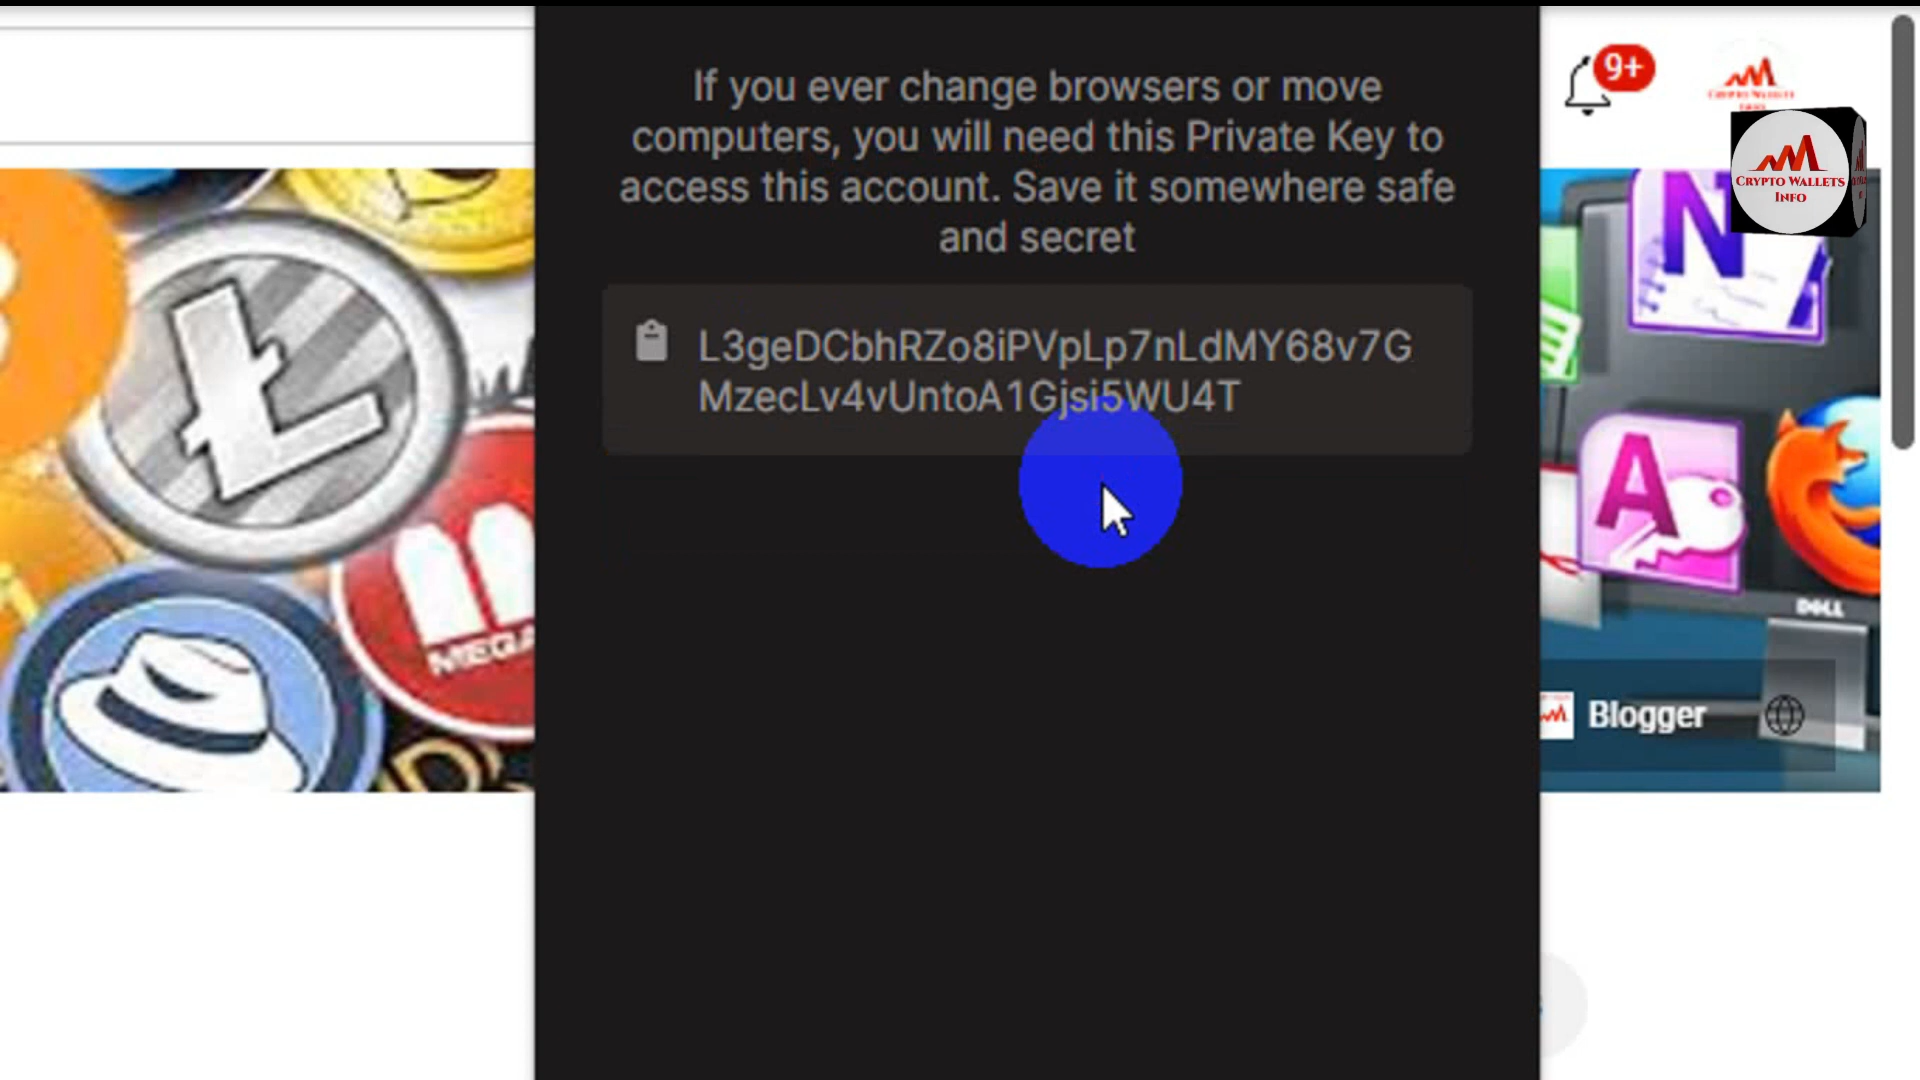 If you ever change browsers or move
computers, you will need this Private Key to
access this account. Save it somewhere safe
and secret
L3geDCbhRZo8iPVpLp7nLdMY68v7G
MzecLv4vUntoA1Gjsi5WU4T
9+
CRYPTO WALLETS
INFO
N
A
DELL
MEGA
Blogger